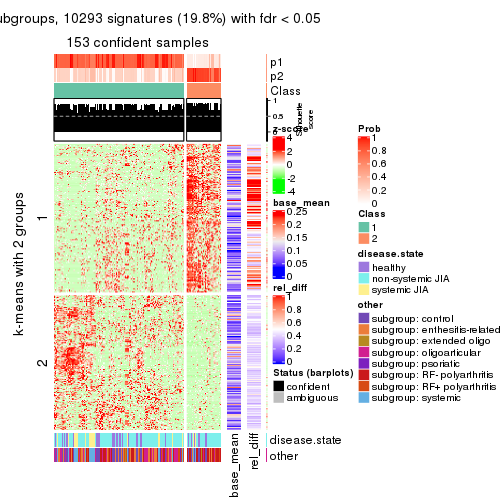 ubgroups, 10293 signatures (19.8%) with fdr < 0.05
153 confident samples
p1
p2
Class
1
0.5
0
Silhouette
score
k-means with 2 groups
1
2
z-score
4
2
0
-2
-4
base_mean
0.25
0.2
0.15
0.1
0.05
0
rel_diff
1
0.8
0.6
0.4
0.2
0
Status (barplots)
confident
ambiguous
Prob
1
0.8
0.6
0.4
0.2
0
Class
1
2
disease.state
healthy
non-systemic JIA
systemic JIA
other
subgroup: control
subgroup: enthesitis-related
subgroup: extended oligo
subgroup: oligoarticular
subgroup: psoriatic
subgroup: RF- polyarthritis
subgroup: RF+ polyarthritis
subgroup: systemic
disease.state
other
base_mean
rel_diff